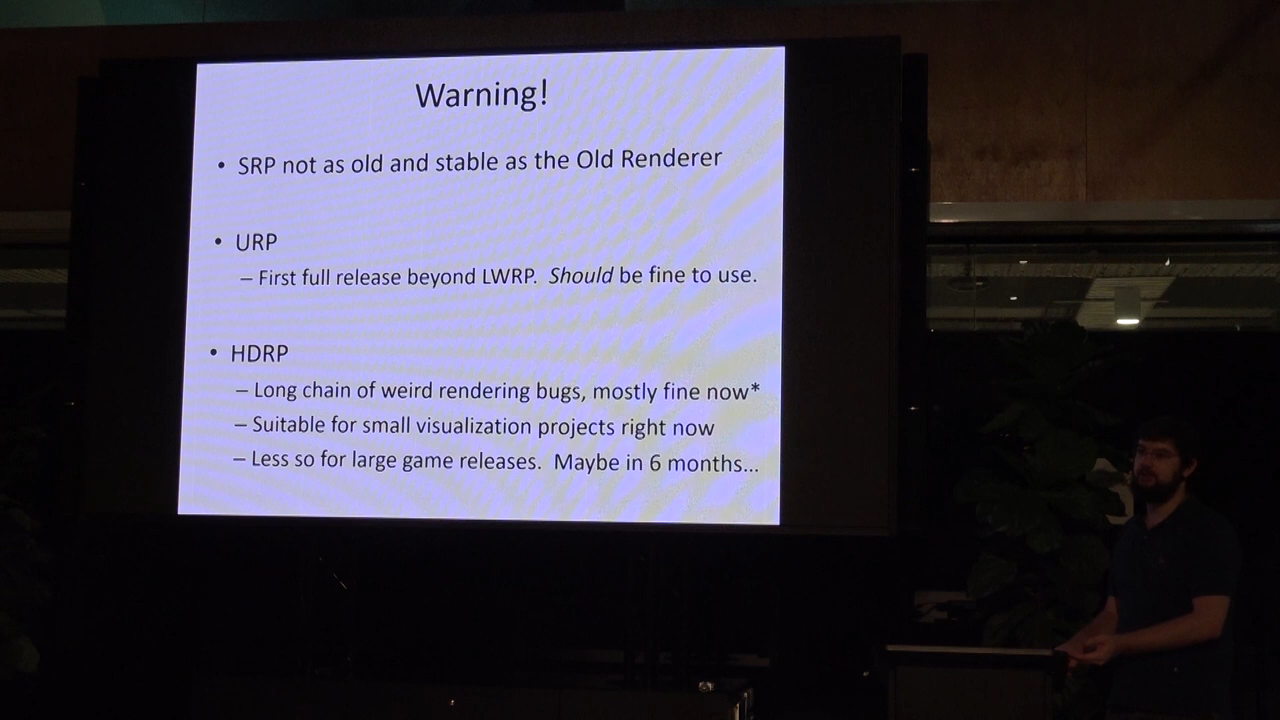 Warning!
• SRP not as old and stable as the Old Renderer
• URP
– First full release beyond LWRP. Should be fine to use.
• HDRP
– Long chain of weird rendering bugs, mostly fine now*
– Suitable for small visualization projects right now
– Less so for large game releases. Maybe in 6 months...